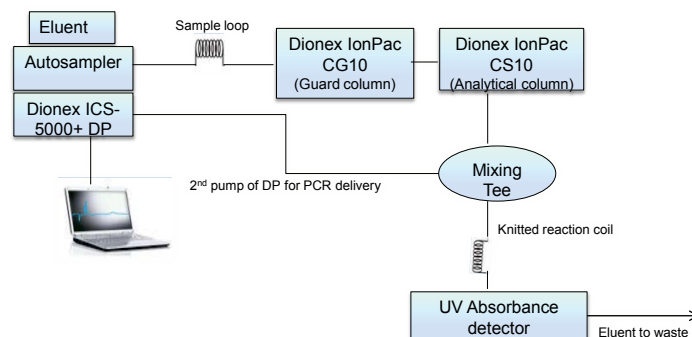 Eluent
Autosampler
Dionex ICS-
5000+ DP
Sample loop
Dionex IonPac
CG10
(Guard column)
Dionex IonPac
CS10
(Analytical column)
2nd pump of DP for PCR delivery
Mixing
Tee
Knitted reaction coil
UV Absorbance
detector
Eluent to waste